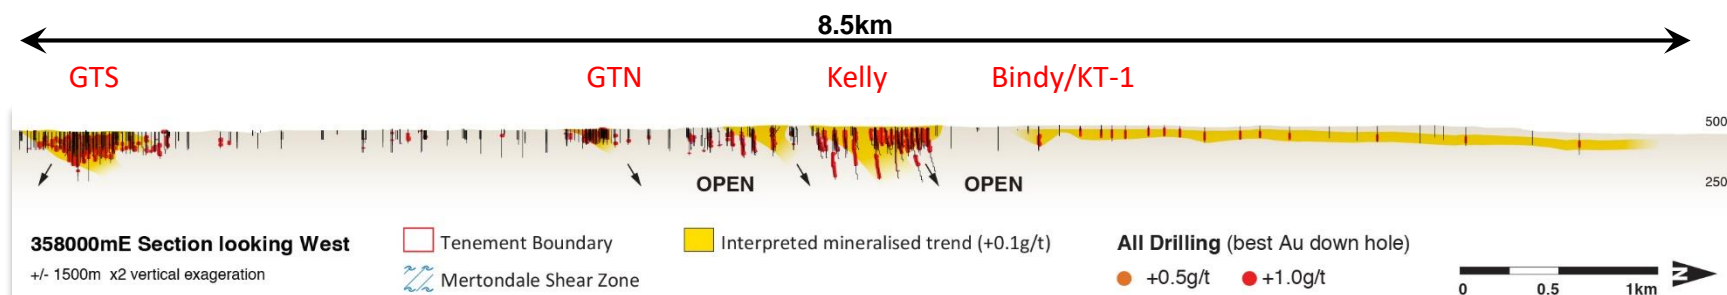 8.5km
GTS GTN Kelly Bindy/KT-1
500
250
OPEN OPEN
358000mE Section looking West
+/- 1500m x2 vertical exageration
Tenement Boundary
Mertondale Shear Zone
Interpreted mineralised trend (+0.1g/t)
All Drilling (best Au down hole)
+0.5g/t +1.0g/t
0 0.5 1km
N